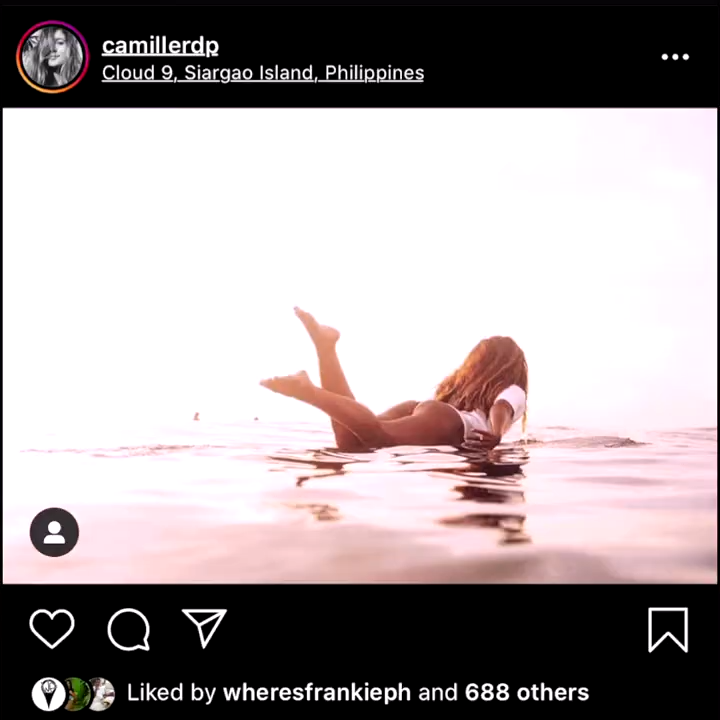 camillerdp
Cloud 9, Siargao Island, Philippines
Liked by wheresfrankieph and 688 others